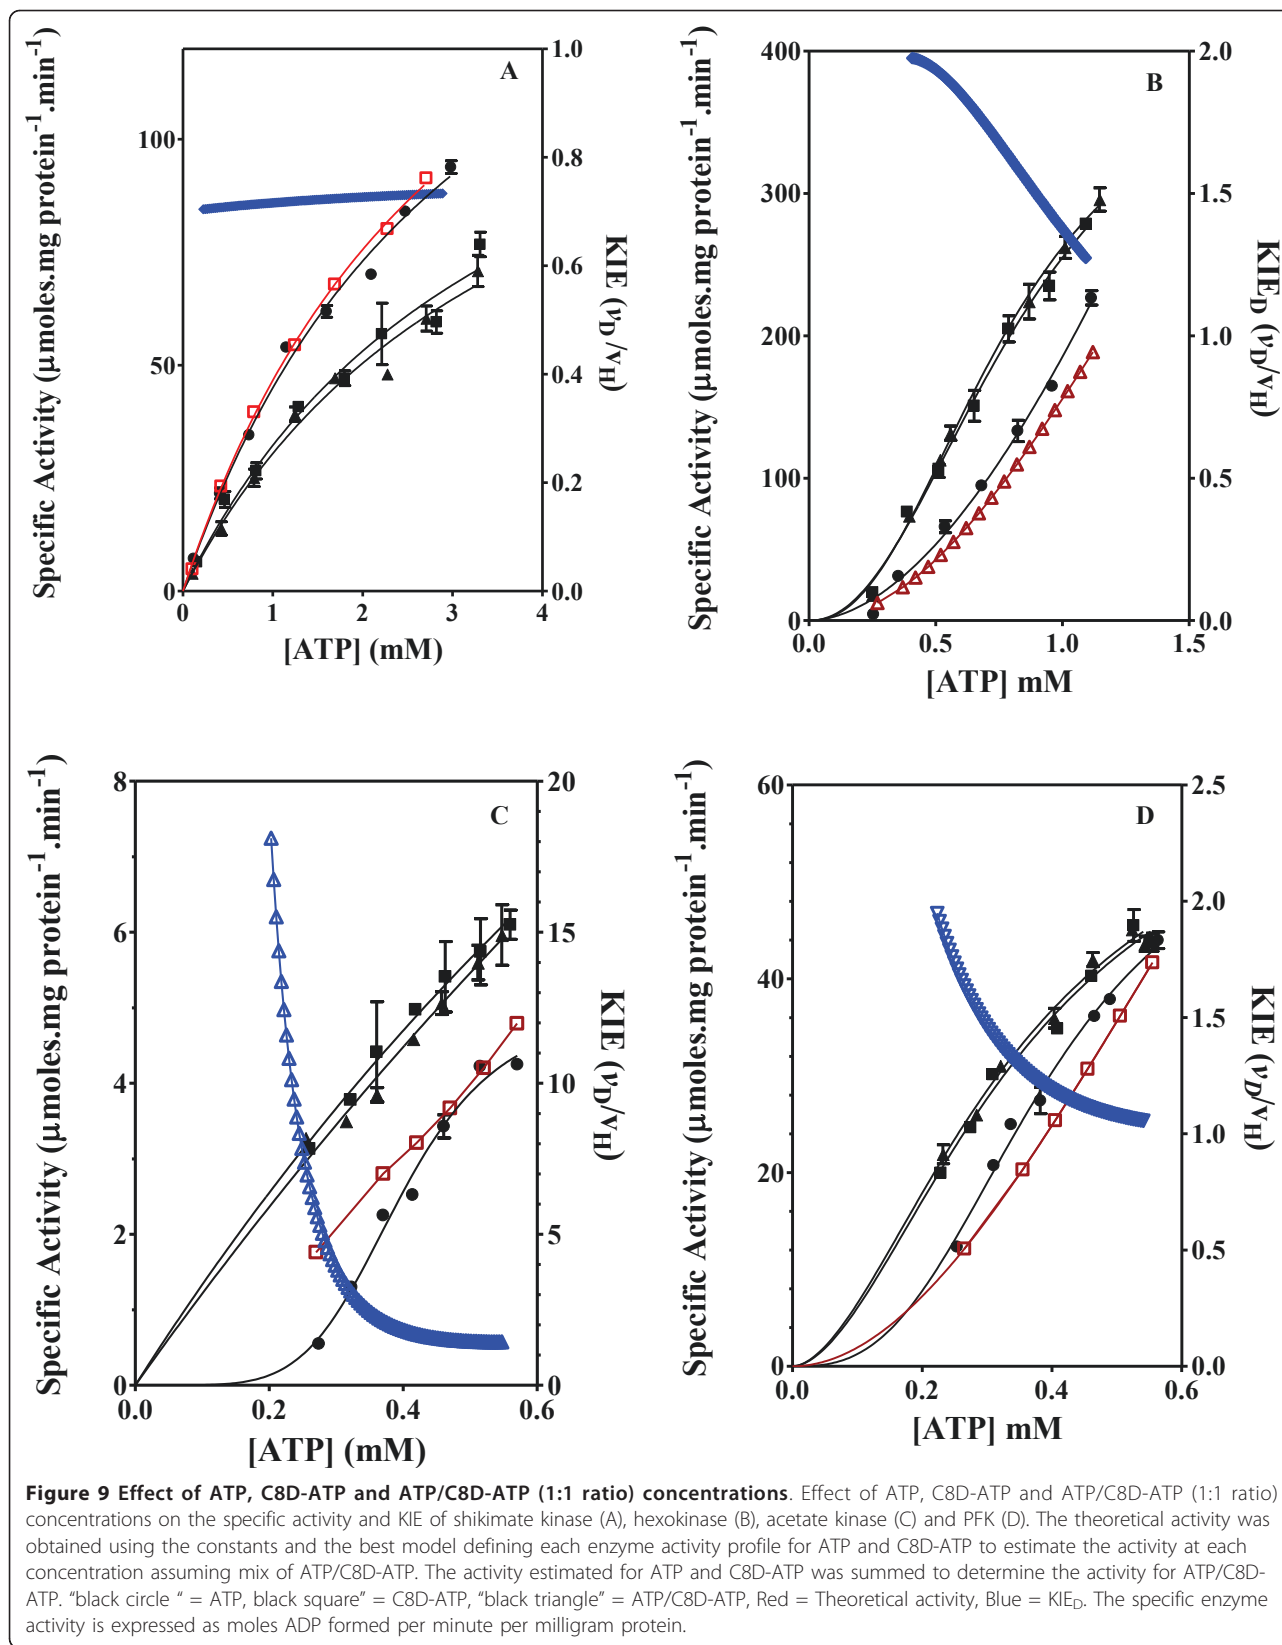 A
Specific Activity (μmoles.mg protein⁻¹.min⁻¹)
100
50
0
1.0
0.8
0.6
0.4
0.2
0.0
KIE (νD/vH)
0 1 2 3 4
[ATP] (mM)
B
Specific Activity (μmoles.mg protein⁻¹.min⁻¹)
400
300
200
100
0
2.0
1.5
1.0
0.5
0.0
KIED (νD/vH)
0.0 0.5 1.0 1.5
[ATP] mM
C
Specific Activity (μmoles.mg protein⁻¹.min⁻¹)
8
6
4
2
0
20
15
10
5
0
KIE (νD/vH)
0.0 0.2 0.4 0.6
[ATP] (mM)
D
Specific Activity (μmoles.mg protein⁻¹.min⁻¹)
60
40
20
0
2.5
2.0
1.5
1.0
0.5
0.0
KIE (νD/vH)
0.0 0.2 0.4 0.6
[ATP] mM
Figure 9 Effect of ATP, C8D-ATP and ATP/C8D-ATP (1:1 ratio) concentrations. Effect of ATP, C8D-ATP and ATP/C8D-ATP (1:1 ratio)
concentrations on the specific activity and KIE of shikimate kinase (A), hexokinase (B), acetate kinase (C) and PFK (D). The theoretical activity was
obtained using the constants and the best model defining each enzyme activity profile for ATP and C8D-ATP to estimate the activity at each
concentration assuming mix of ATP/C8D-ATP. The activity estimated for ATP and C8D-ATP was summed to determine the activity for ATP/C8D-
ATP. “black circle “ = ATP, black square” = C8D-ATP, “black triangle” = ATP/C8D-ATP, Red = Theoretical activity, Blue = KIED. The specific enzyme
activity is expressed as moles ADP formed per minute per milligram protein.